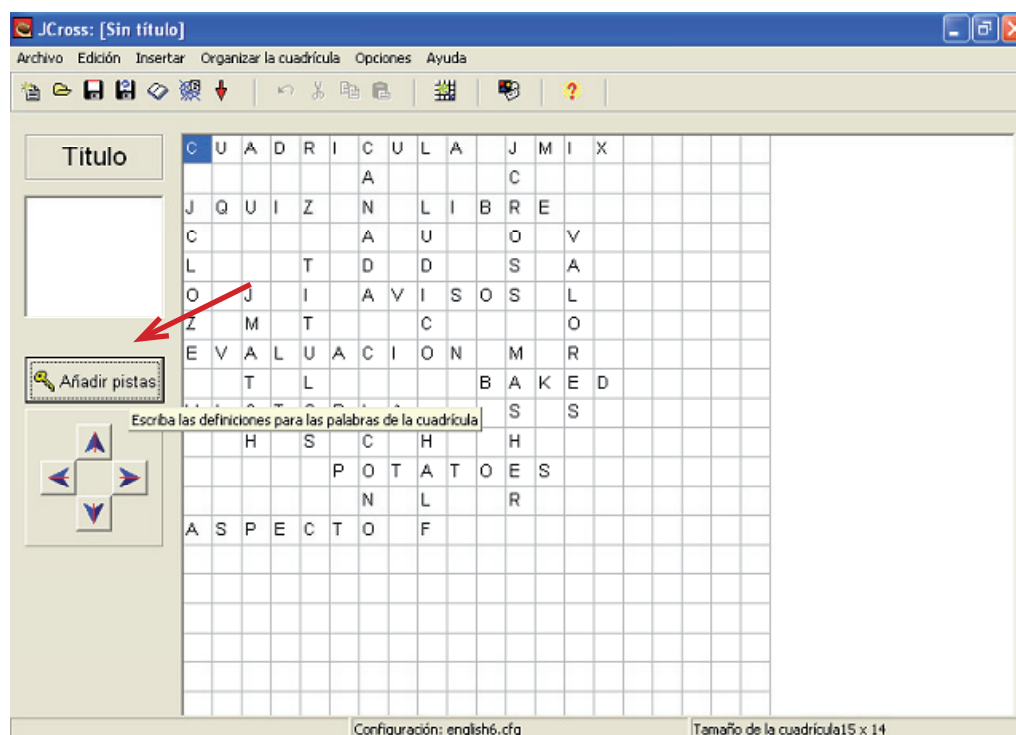 JCross: [Sin título]
Archivo Edición Insertar Organizar la cuadrícula Opciones Ayuda
Título
C U A D R I C U L A J M I X
A C
J Q U I Z N L I B R E
C A U O V
L T D D S A
O J I A V I S O S L
Z M T C O
E V A L U A C I O N M R
Añadir pistas
T L B A K E D
S S
Escriba las definiciones para las palabras de la cuadrícula
H S C H H
P O T A T O E S
N L R
A S P E C T O F
Configuración: english6.cfg
Tamaño de la cuadrícula15 x 14